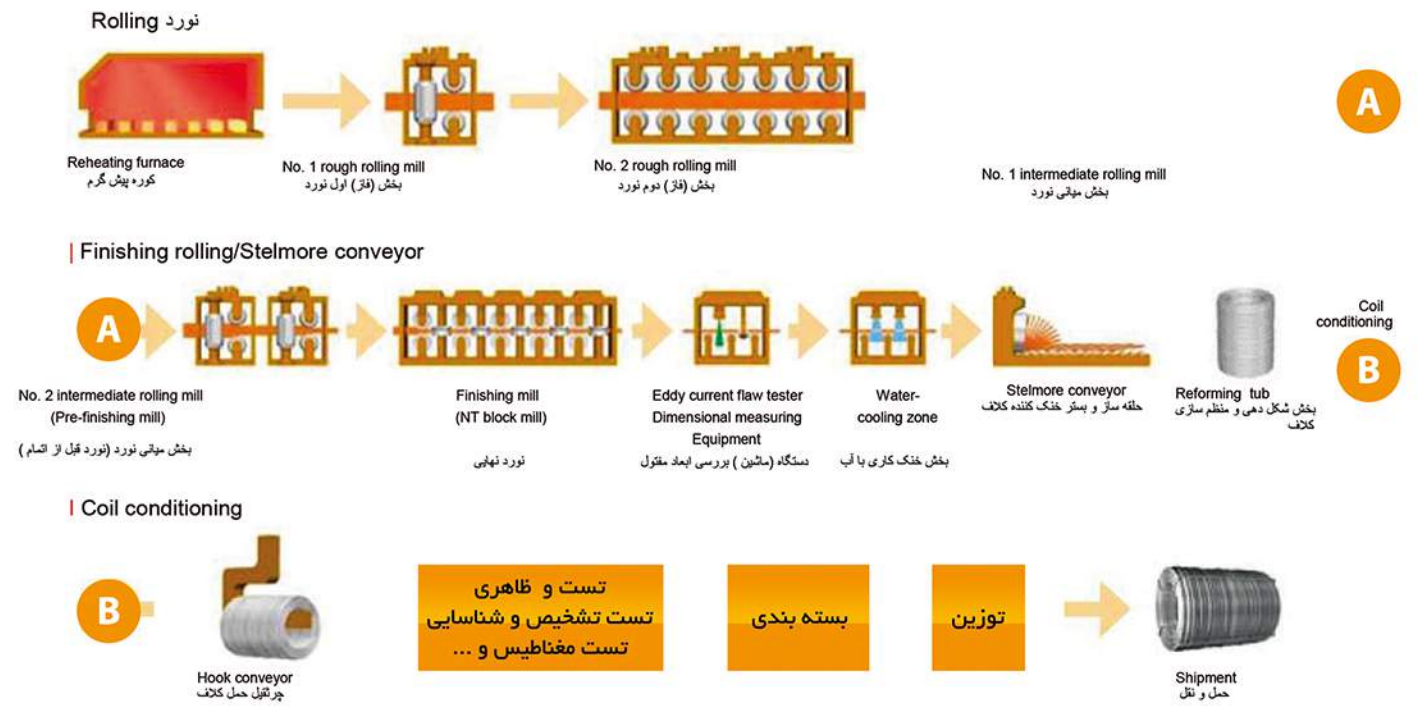 Rolling نورد
Reheating furnace
کوره پیش گرم
No. 1 rough rolling mill
بخش (فاز) اول نورد
No. 2 rough rolling mill
بخش (فاز) دوم نورد
No. 1 intermediate rolling mill
بخش میانی نورد
A
Finishing rolling/Stelmore conveyor
A
No. 2 intermediate rolling mill
(Pre-finishing mill)
بخش میانی نورد (نورد قبل از اتمام )
Finishing mill
(NT block mill)
نورد نهایی
Eddy current flaw tester
Dimensional measuring
Equipment
دستگاه (ماشین ) بررسی ابعاد مفتول
Water-
cooling zone
بخش خنک کاری با آب
Stelmore conveyor
حلقه ساز و بستر خنک کننده کلاف
Reforming tub
بخش شکل دهی و منظم سازی
کلاف
Coil
conditioning
B
Coil conditioning
B
Hook conveyor
جرثقیل حمل کلاف
تست و ظاهری
تست تشخیص و شناسایی
تست مغناطیس و ...
بسته بندی
توزین
Shipment
حمل و نقل